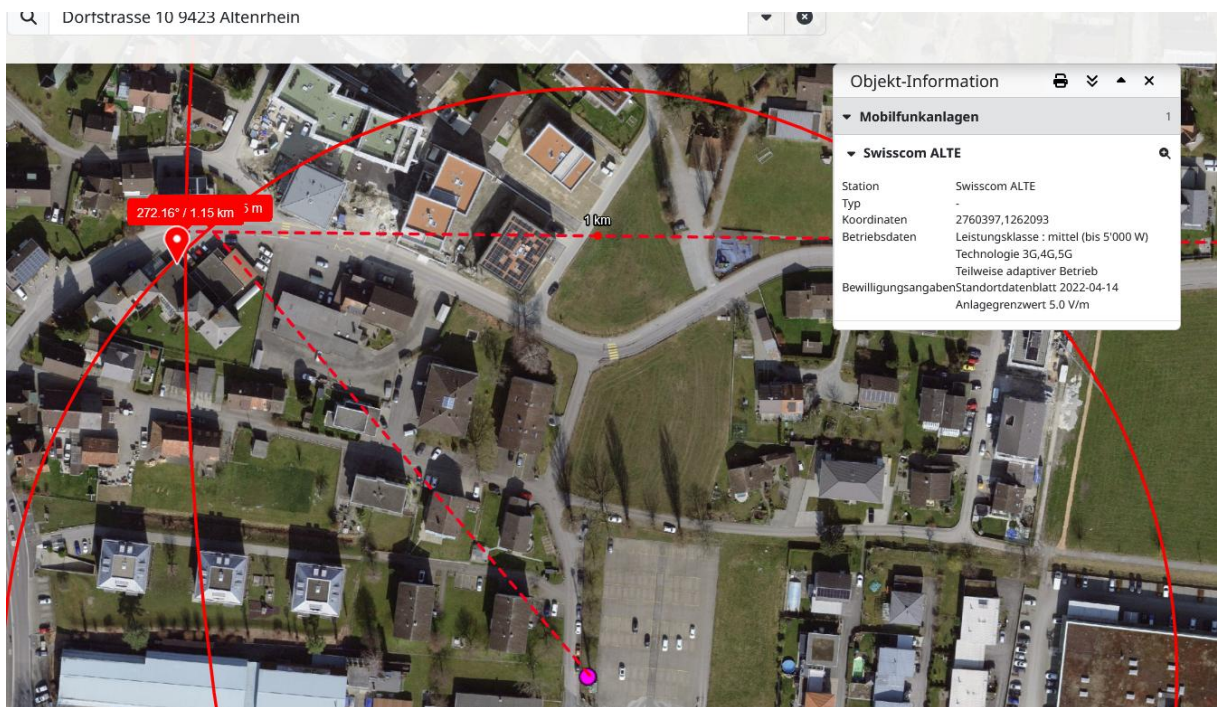 Dorfstrasse 10 9423 Altenrhein
Objekt-Information
Mobilfunkanlagen 1
Swisscom ALTE
Station Swisscom ALTE
Typ -
Koordinaten 2760397,1262093
Betriebsdaten Leistungsklasse : mittel (bis 5'000 W)
Technologie 3G,4G,5G
Teilweise adaptiver Betrieb
Bewilligungsangaben Standortdatenblatt 2022-04-14
Anlagegrenzwert 5.0 V/m
272.16° / 1.15 km
5 m
1 km